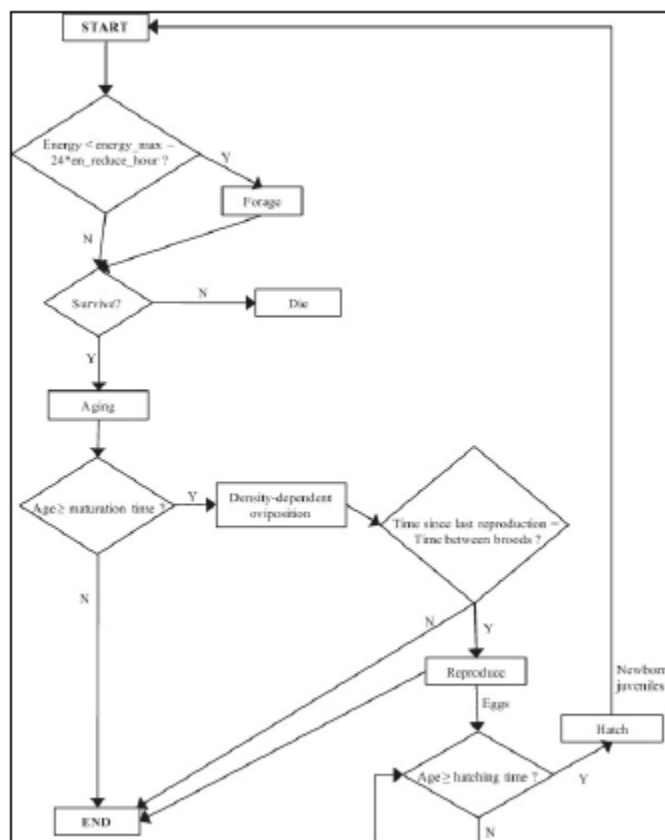 START
Energy < energy_max –
24*en_reduce_hour ?
Y
Forage
N
Survive?
N
Die
Y
Aging
Age ≥ maturation time ?
Y
Density-dependent
oviposition
Time since last reproduction =
Time between broods ?
N
N
Y
Reproduce
Eggs
Newborn
juveniles
Hatch
Age ≥ hatching time ?
Y
END
N